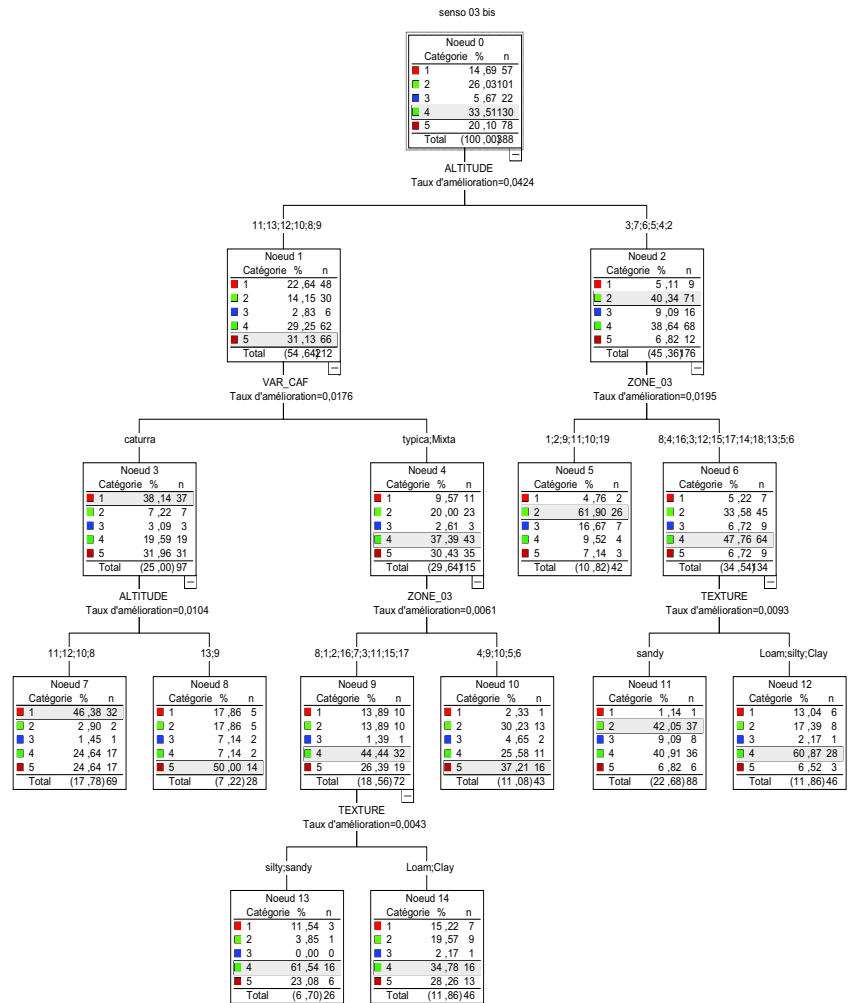 senso 03 bis
Noeud 0
Catégorie % n
1 14 ,69 57
2 26 ,03101
3 5 ,67 22
4 33 ,51130
5 20 ,10 78
Total (100 ,00)388
ALTITUDE
Taux d'amélioration=0,0424
11;13;12;10;8;9
3;7;6;5;4;2
Noeud 1
Catégorie % n
1 22 ,64 48
2 14 ,15 30
3 2 ,83 6
4 29 ,25 62
5 31 ,13 66
Total (54 ,64)212
VAR_CAF
Taux d'amélioration=0,0176
Noeud 2
Catégorie % n
1 5 ,11 9
2 40 ,34 71
3 9 ,09 16
4 38 ,64 68
5 6 ,82 12
Total (45 ,36)176
ZONE_03
Taux d'amélioration=0,0195
caturra
typica;Mixta
1;2;9;11;10;19
8;4;16;3;12;15;17;14;18;13;5;6
Noeud 3
Catégorie % n
1 38 ,14 37
2 7 ,22 7
3 3 ,09 3
4 19 ,59 19
5 31 ,96 31
Total (25 ,00) 97
ALTITUDE
Taux d'amélioration=0,0104
Noeud 4
Catégorie % n
1 9 ,57 11
2 20 ,00 23
3 2 ,61 3
4 37 ,39 43
5 30 ,43 35
Total (29 ,64)115
ZONE_03
Taux d'amélioration=0,0061
Noeud 5
Catégorie % n
1 4 ,76 2
2 61 ,90 26
3 16 ,67 7
4 9 ,52 4
5 7 ,14 3
Total (10 ,82) 42
Noeud 6
Catégorie % n
1 5 ,22 7
2 33 ,58 45
3 6 ,72 9
4 47 ,76 64
5 6 ,72 9
Total (34 ,54)134
TEXTURE
Taux d'amélioration=0,0093
11;12;10;8
13;9
8;1;2;16;7;3;11;15;17
4;9;10;5;6
sandy
Loam;silty;Clay
Noeud 7
Catégorie % n
1 46 ,38 32
2 2 ,90 2
3 1 ,45 1
4 24 ,64 17
5 24 ,64 17
Total (17 ,78) 69
Noeud 8
Catégorie % n
1 17 ,86 5
2 17 ,86 5
3 7 ,14 2
4 7 ,14 2
5 50 ,00 14
Total (7 ,22) 28
Noeud 9
Catégorie % n
1 13 ,89 10
2 13 ,89 10
3 1 ,39 1
4 44 ,44 32
5 26 ,39 19
Total (18 ,56) 72
TEXTURE
Taux d'amélioration=0,0043
Noeud 10
Catégorie % n
1 2 ,33 1
2 30 ,23 13
3 4 ,65 2
4 25 ,58 11
5 37 ,21 16
Total (11 ,08) 43
Noeud 11
Catégorie % n
1 1 ,14 1
2 42 ,05 37
3 9 ,09 8
4 40 ,91 36
5 6 ,82 6
Total (22 ,68) 88
Noeud 12
Catégorie % n
1 13 ,04 6
2 17 ,39 8
3 2 ,17 1
4 60 ,87 28
5 6 ,52 3
Total (11 ,86) 46
silty;sandy
Loam;Clay
Noeud 13
Catégorie % n
1 11 ,54 3
2 3 ,85 1
3 0 ,00 0
4 61 ,54 16
5 23 ,08 6
Total (6 ,70) 26
Noeud 14
Catégorie % n
1 15 ,22 7
2 19 ,57 9
3 2 ,17 1
4 34 ,78 16
5 28 ,26 13
Total (11 ,86) 46